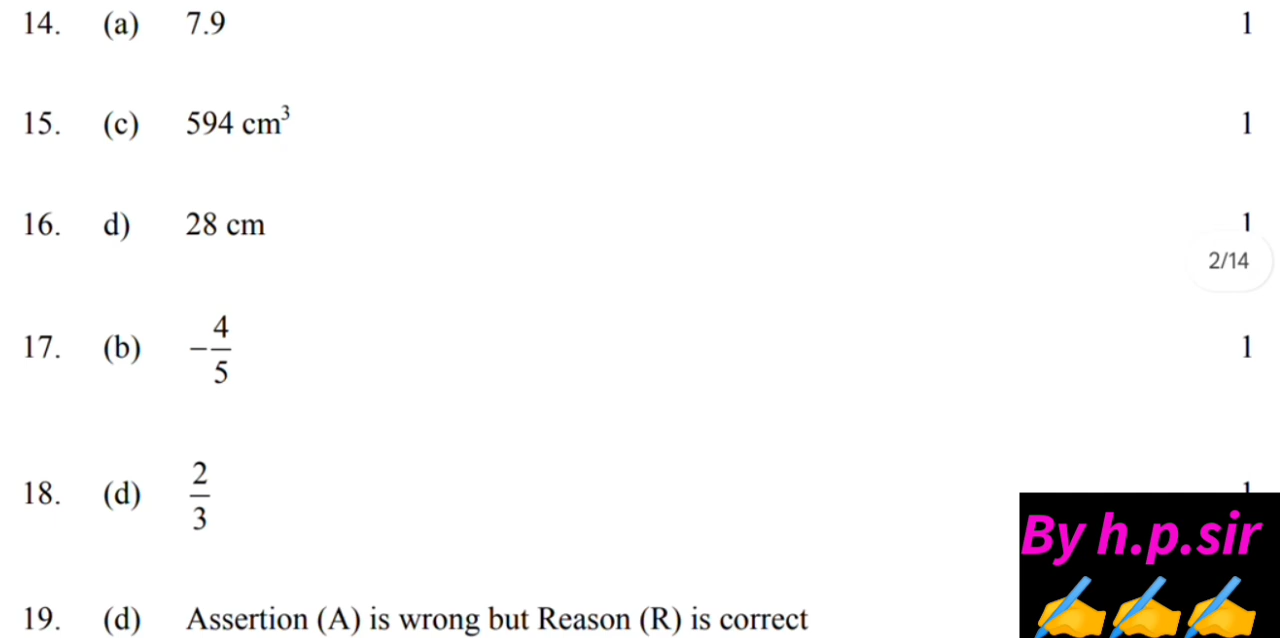 14. (a) 7.9 1
15. (c) 594 cm³ 1
16. d) 28 cm 1
2/14
17. (b) -4/5 1
18. (d) 2/3 1
By h.p.sir
19. (d) Assertion (A) is wrong but Reason (R) is correct